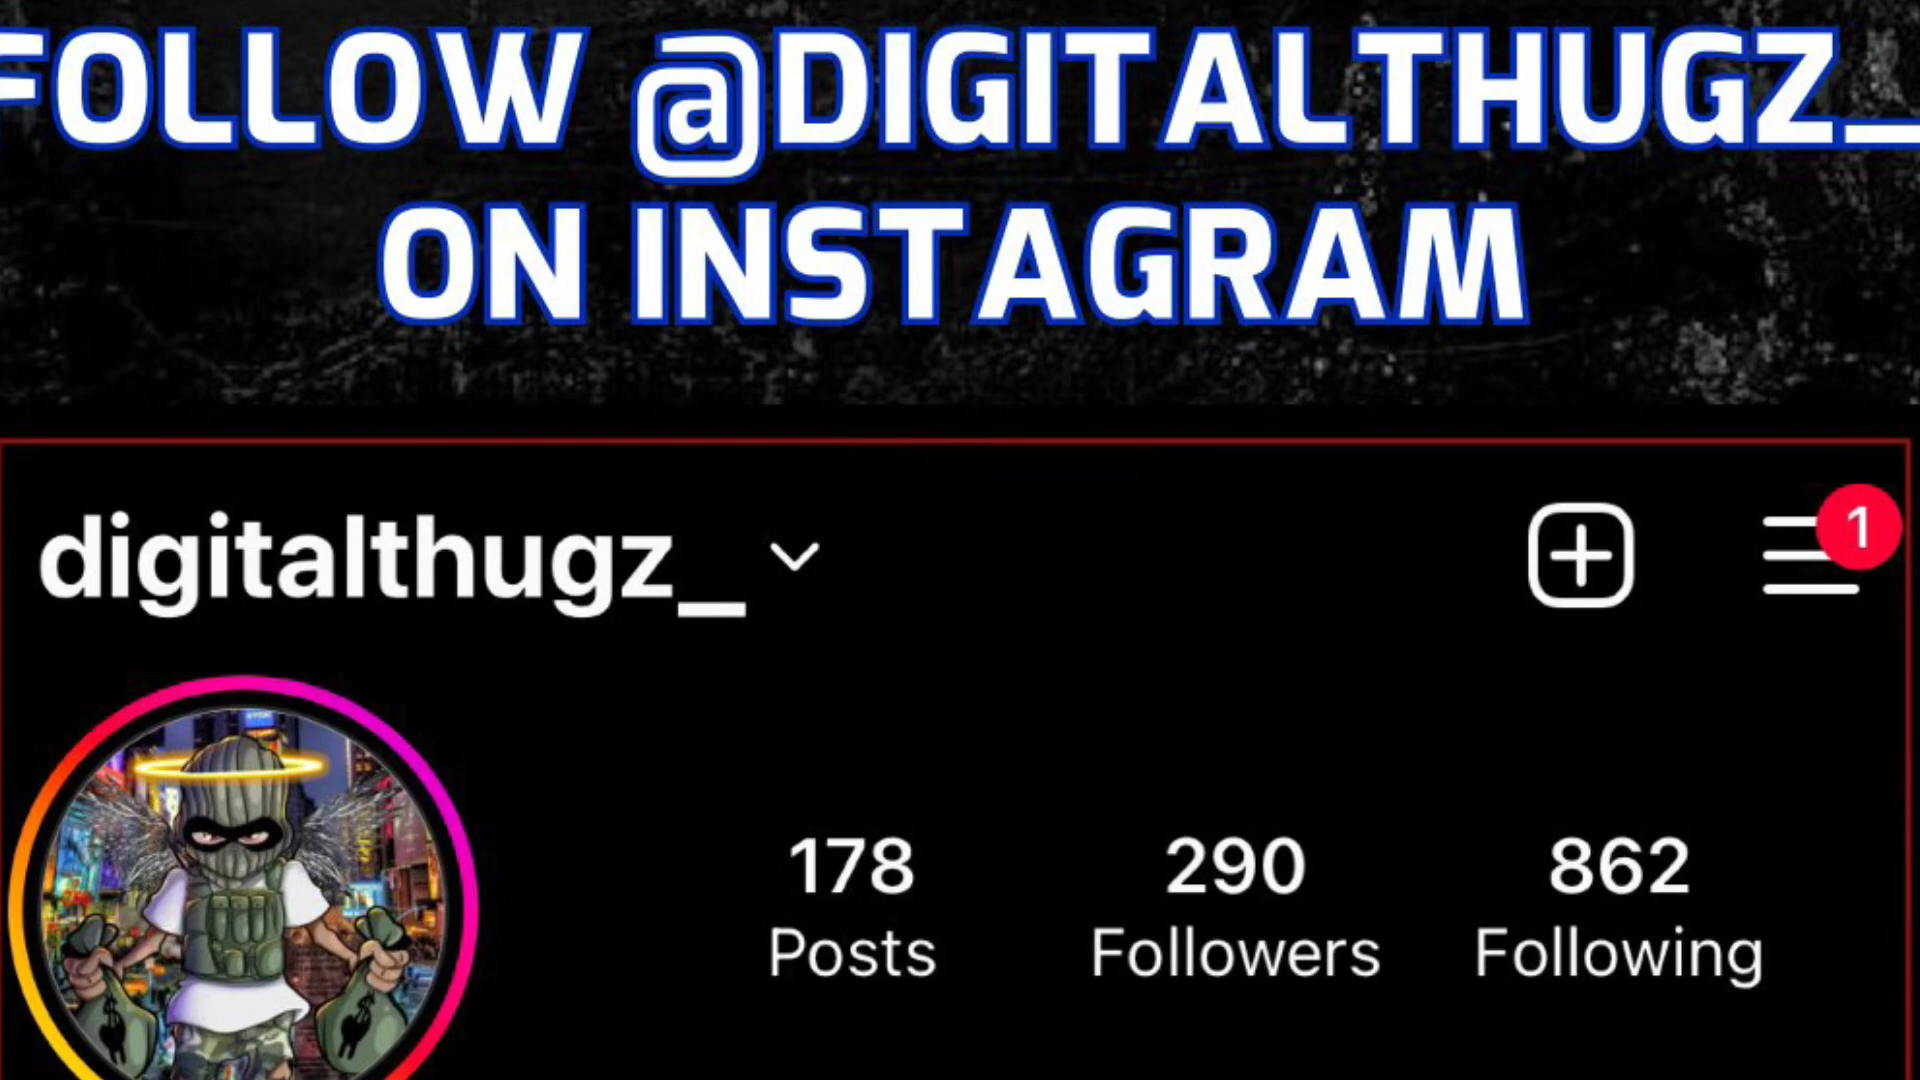 FOLLOW @DIGITALTHUGZ_
ON INSTAGRAM
digitalthugz_
1
178 290 862
Posts Followers Following